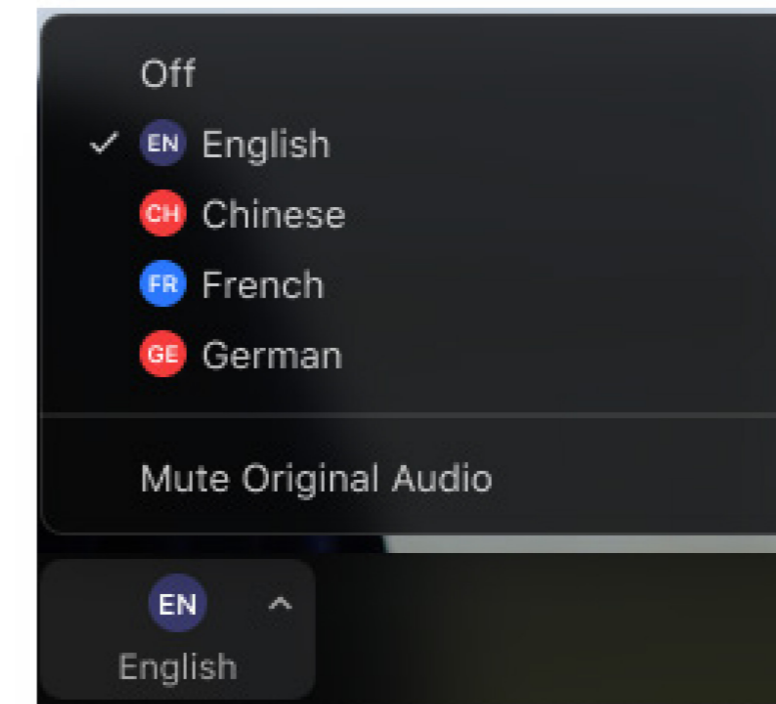 Off
EN English
CH Chinese
FR French
GE German
Mute Original Audio
EN
English